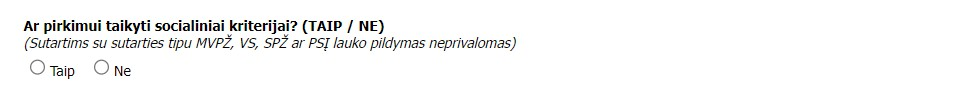 Ar pirkimui taikyti socialiniai kriterijai? (TAIP / NE)
(Sutartims su sutarties tipu MVPŽ, VS, SPŽ ar PSĮ lauko pildymas neprivalomas)
Taip Ne